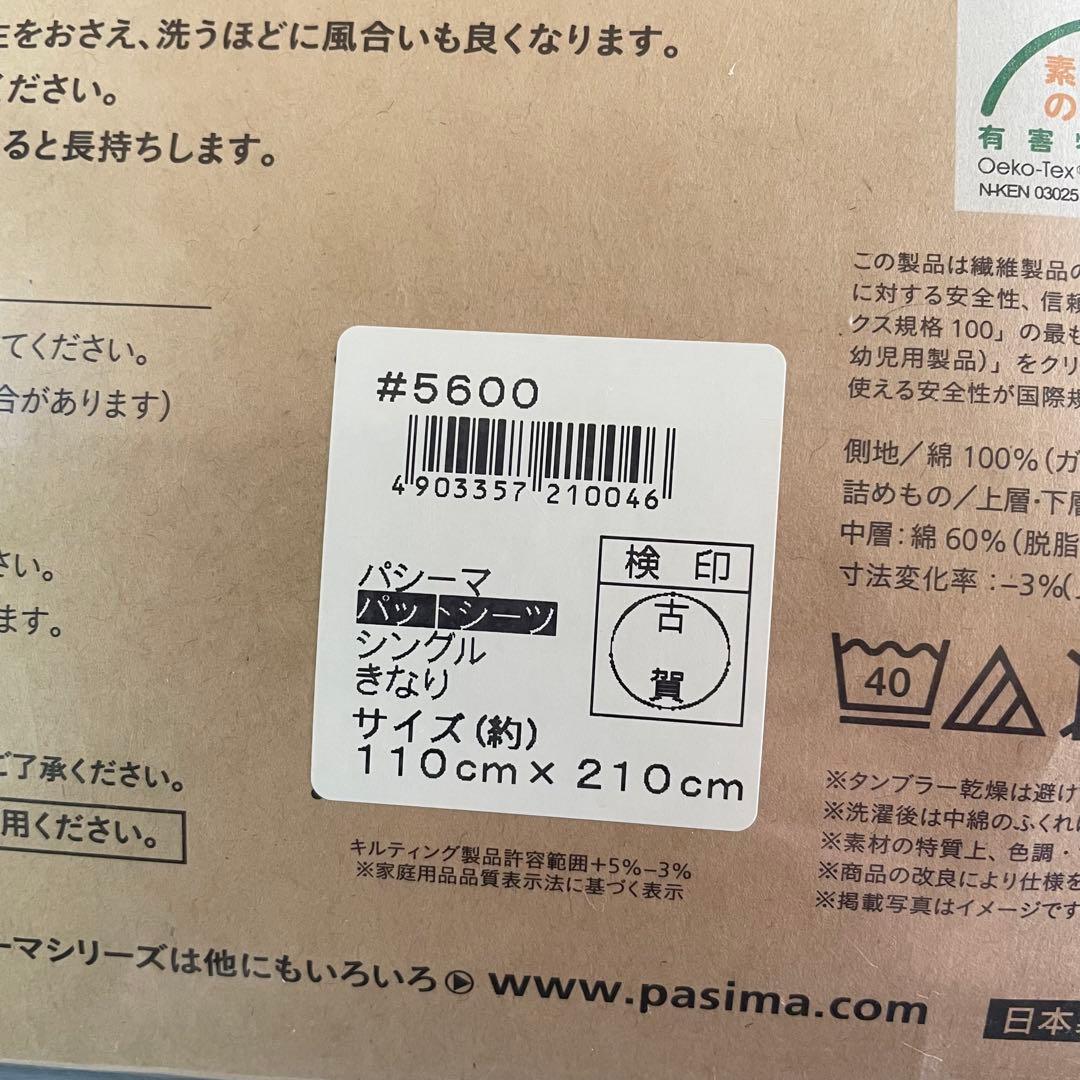 をおさえ、洗うほどに風合いも良くなります。
ください。
ると長持ちします。
素
の
有害
Oeko-Tex®
N-KEN 03025
てください。
合があります)
この製品は繊維製品の
に対する安全性、信頼
クス規格100」の最も
幼児用製品)」をクリ
使える安全性が国際規
#5600
4903357210046
側地/綿 100%(ガ
詰めもの/上層・下層
中層:綿 60%(脱脂
寸法変化率:-3%(
さい。
ます。
パシーマ
パットシーツ
シングル
きなり
サイズ(約)
110cm×210cm
検印
古
賀
40
ご了承ください。
用ください。
※タンブラー乾燥は避け
※洗濯後は中綿のふくれ
※素材の特質上、色調・
※商品の改良により仕様を
※掲載写真はイメージです
キルティング製品許容範囲+5%-3%
※家庭用品品質表示法に基づく表示
ーマシリーズは他にもいろいろ▶www.pasima.com
日本